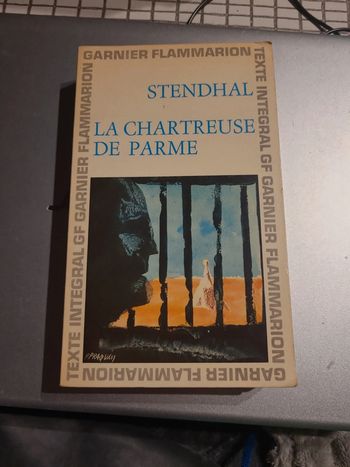 GARNIER FLAMMARION
STENDHAL
LA CHARTREUSE
DE PARME
TEXTE INTEGRAL GF GARNIER FLAMMARION
TEXTE INTEGRAL GF GARNIER FLAMMARION
GARNIER FLAMMARION